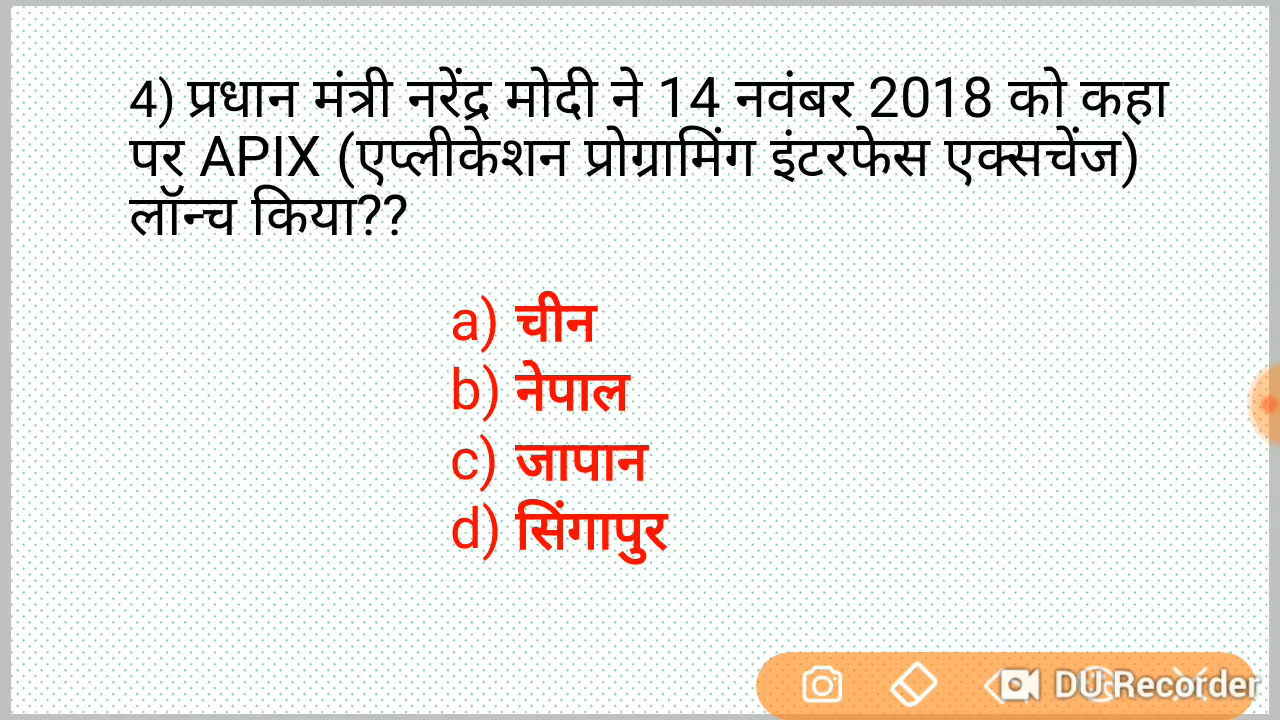 4) प्रधान मंत्री नरेंद्र मोदी ने 14 नवंबर 2018 को कहा
पर APIX (एप्लीकेशन प्रोग्रामिंग इंटरफेस एक्सचेंज)
लॉन्च किया??
a) चीन
b) नेपाल
c) जापान
d) सिंगापुर
DU Recorder